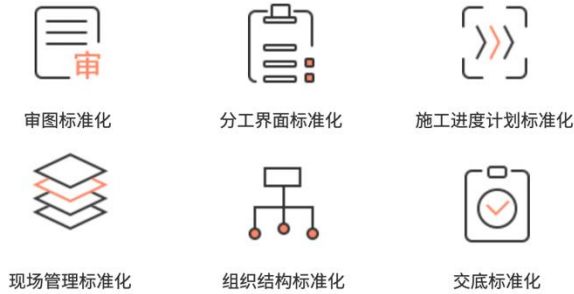 审
审图标准化
分工界面标准化
施工进度计划标准化
现场管理标准化
组织结构标准化
交底标准化